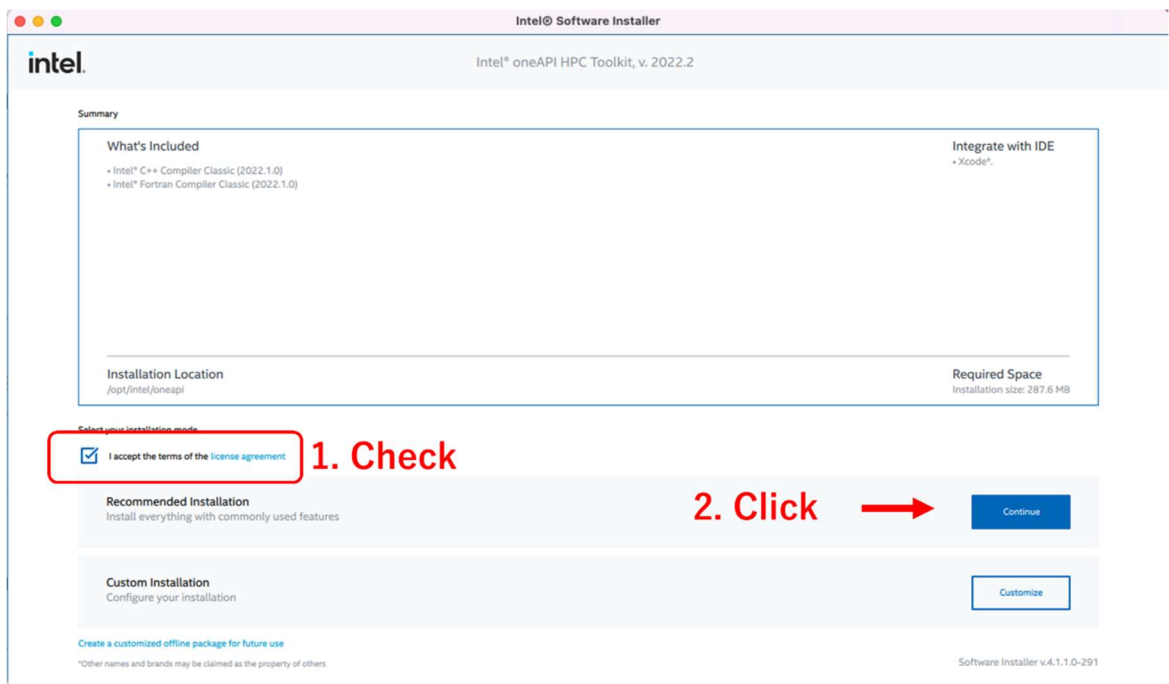 Intel® Software Installer
intel.
Intel® oneAPI HPC Toolkit, v. 2022.2
Summary
What's Included
• Intel® C++ Compiler Classic (2022.1.0)
• Intel® Fortran Compiler Classic (2022.1.0)
Integrate with IDE
• Xcode*.
Installation Location
/opt/intel/oneapi
Required Space
Installation size: 287.6 MB
Select your installation mode
I accept the terms of the license agreement
1. Check
Recommended Installation
Install everything with commonly used features
2. Click
Continue
Custom Installation
Configure your installation
Customize
Create a customized offline package for future use
*Other names and brands may be claimed as the property of others
Software Installer v.4.1.1.0-291